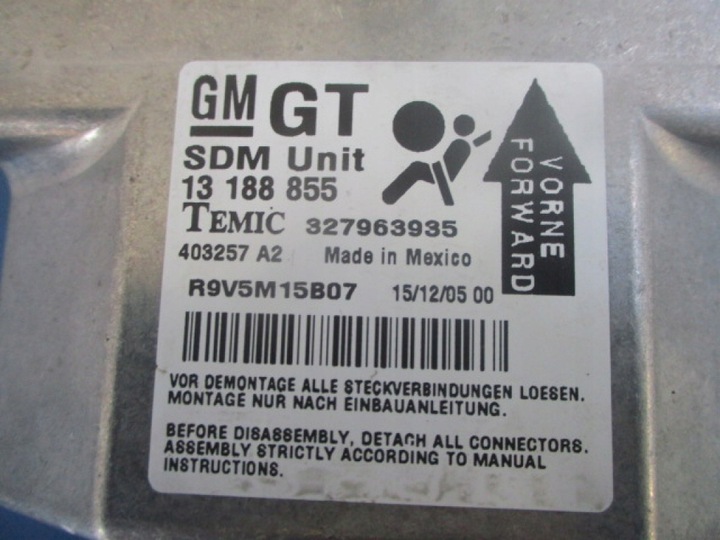 GM GT
SDM Unit
13 188 855
TEMIC 327963935
403257 A2 Made in Mexico
R9V5M15B07 15/12/05 00
VORNE
FORWARD
VOR DEMONTAGE ALLE STECKVERBINDUNGEN LOESEN.
MONTAGE NUR NACH EINBAUANLEITUNG.
BEFORE DISASSEMBLY, DETACH ALL CONNECTORS.
ASSEMBLY STRICTLY ACCORDING TO MANUAL
INSTRUCTIONS.